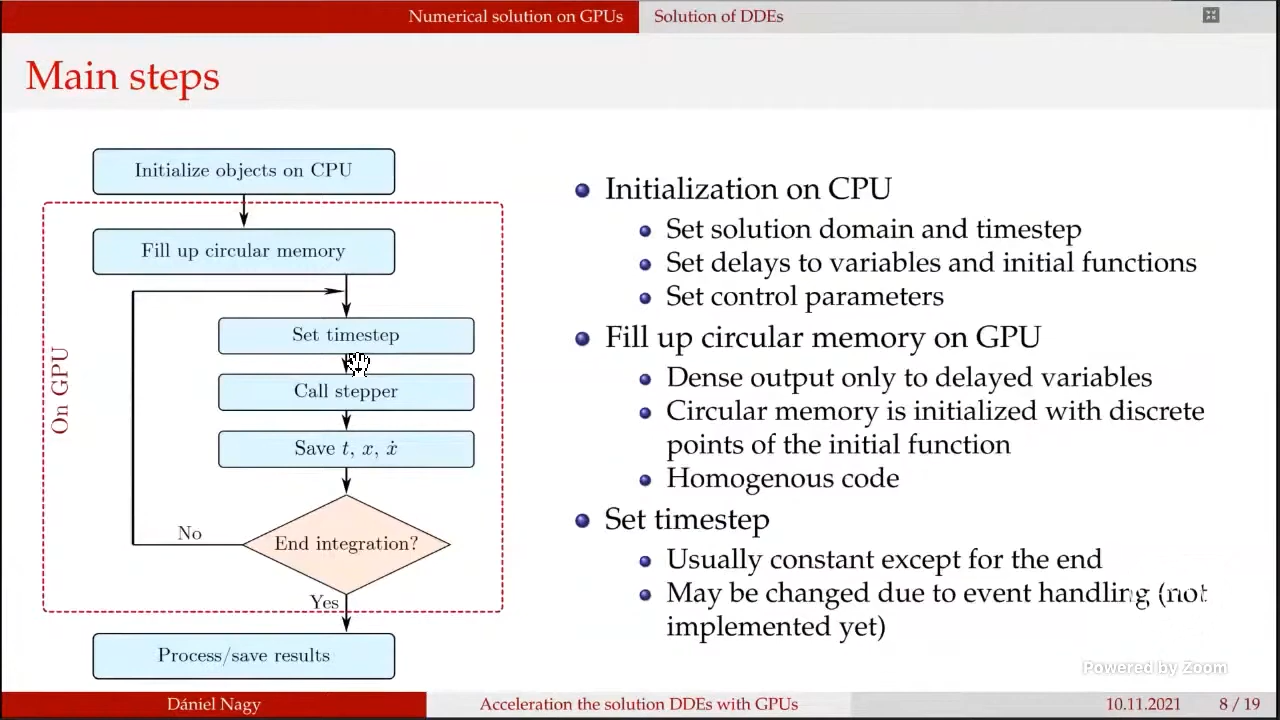 Numerical solution on GPUs
Solution of DDEs
Main steps
Initialize objects on CPU
Fill up circular memory
Set timestep
Call stepper
Save t, x, ẋ
End integration?
No
Yes
On GPU
Process/save results
Initialization on CPU
Set solution domain and timestep
Set delays to variables and initial functions
Set control parameters
Fill up circular memory on GPU
Dense output only to delayed variables
Circular memory is initialized with discrete
points of the initial function
Homogenous code
Set timestep
Usually constant except for the end
May be changed due to event handling (not
implemented yet)
Powered by Zoom
Dániel Nagy
Acceleration the solution DDEs with GPUs
10.11.2021
8 / 19